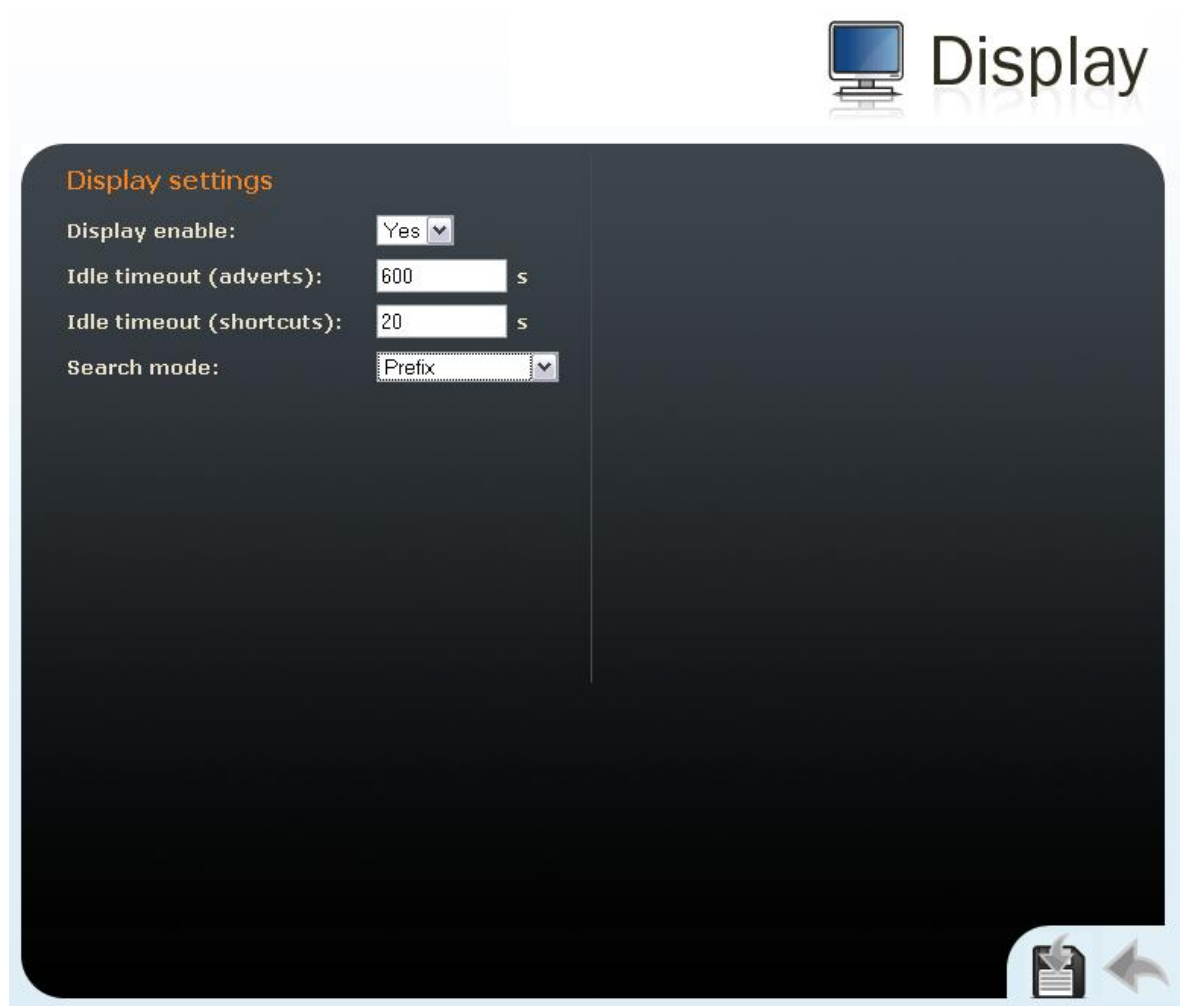 Display
Display settings
Display enable: Yes
Idle timeout (adverts): 600 s
Idle timeout (shortcuts): 20 s
Search mode: Prefix